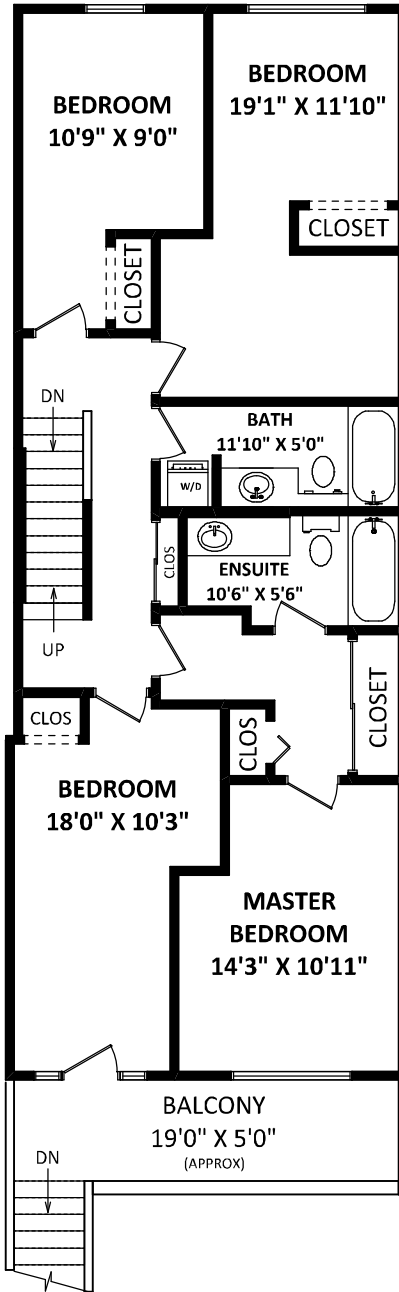 BEDROOM
10'9" X 9'0"
BEDROOM
19'1" X 11'10"
CLOSET
CLOSET
DN
BATH
11'10" X 5'0"
W/D
CLOS
ENSUITE
10'6" X 5'6"
UP
CLOS
CLOS
CLOSET
BEDROOM
18'0" X 10'3"
MASTER
BEDROOM
14'3" X 10'11"
BALCONY
19'0" X 5'0"
(APPROX)
DN